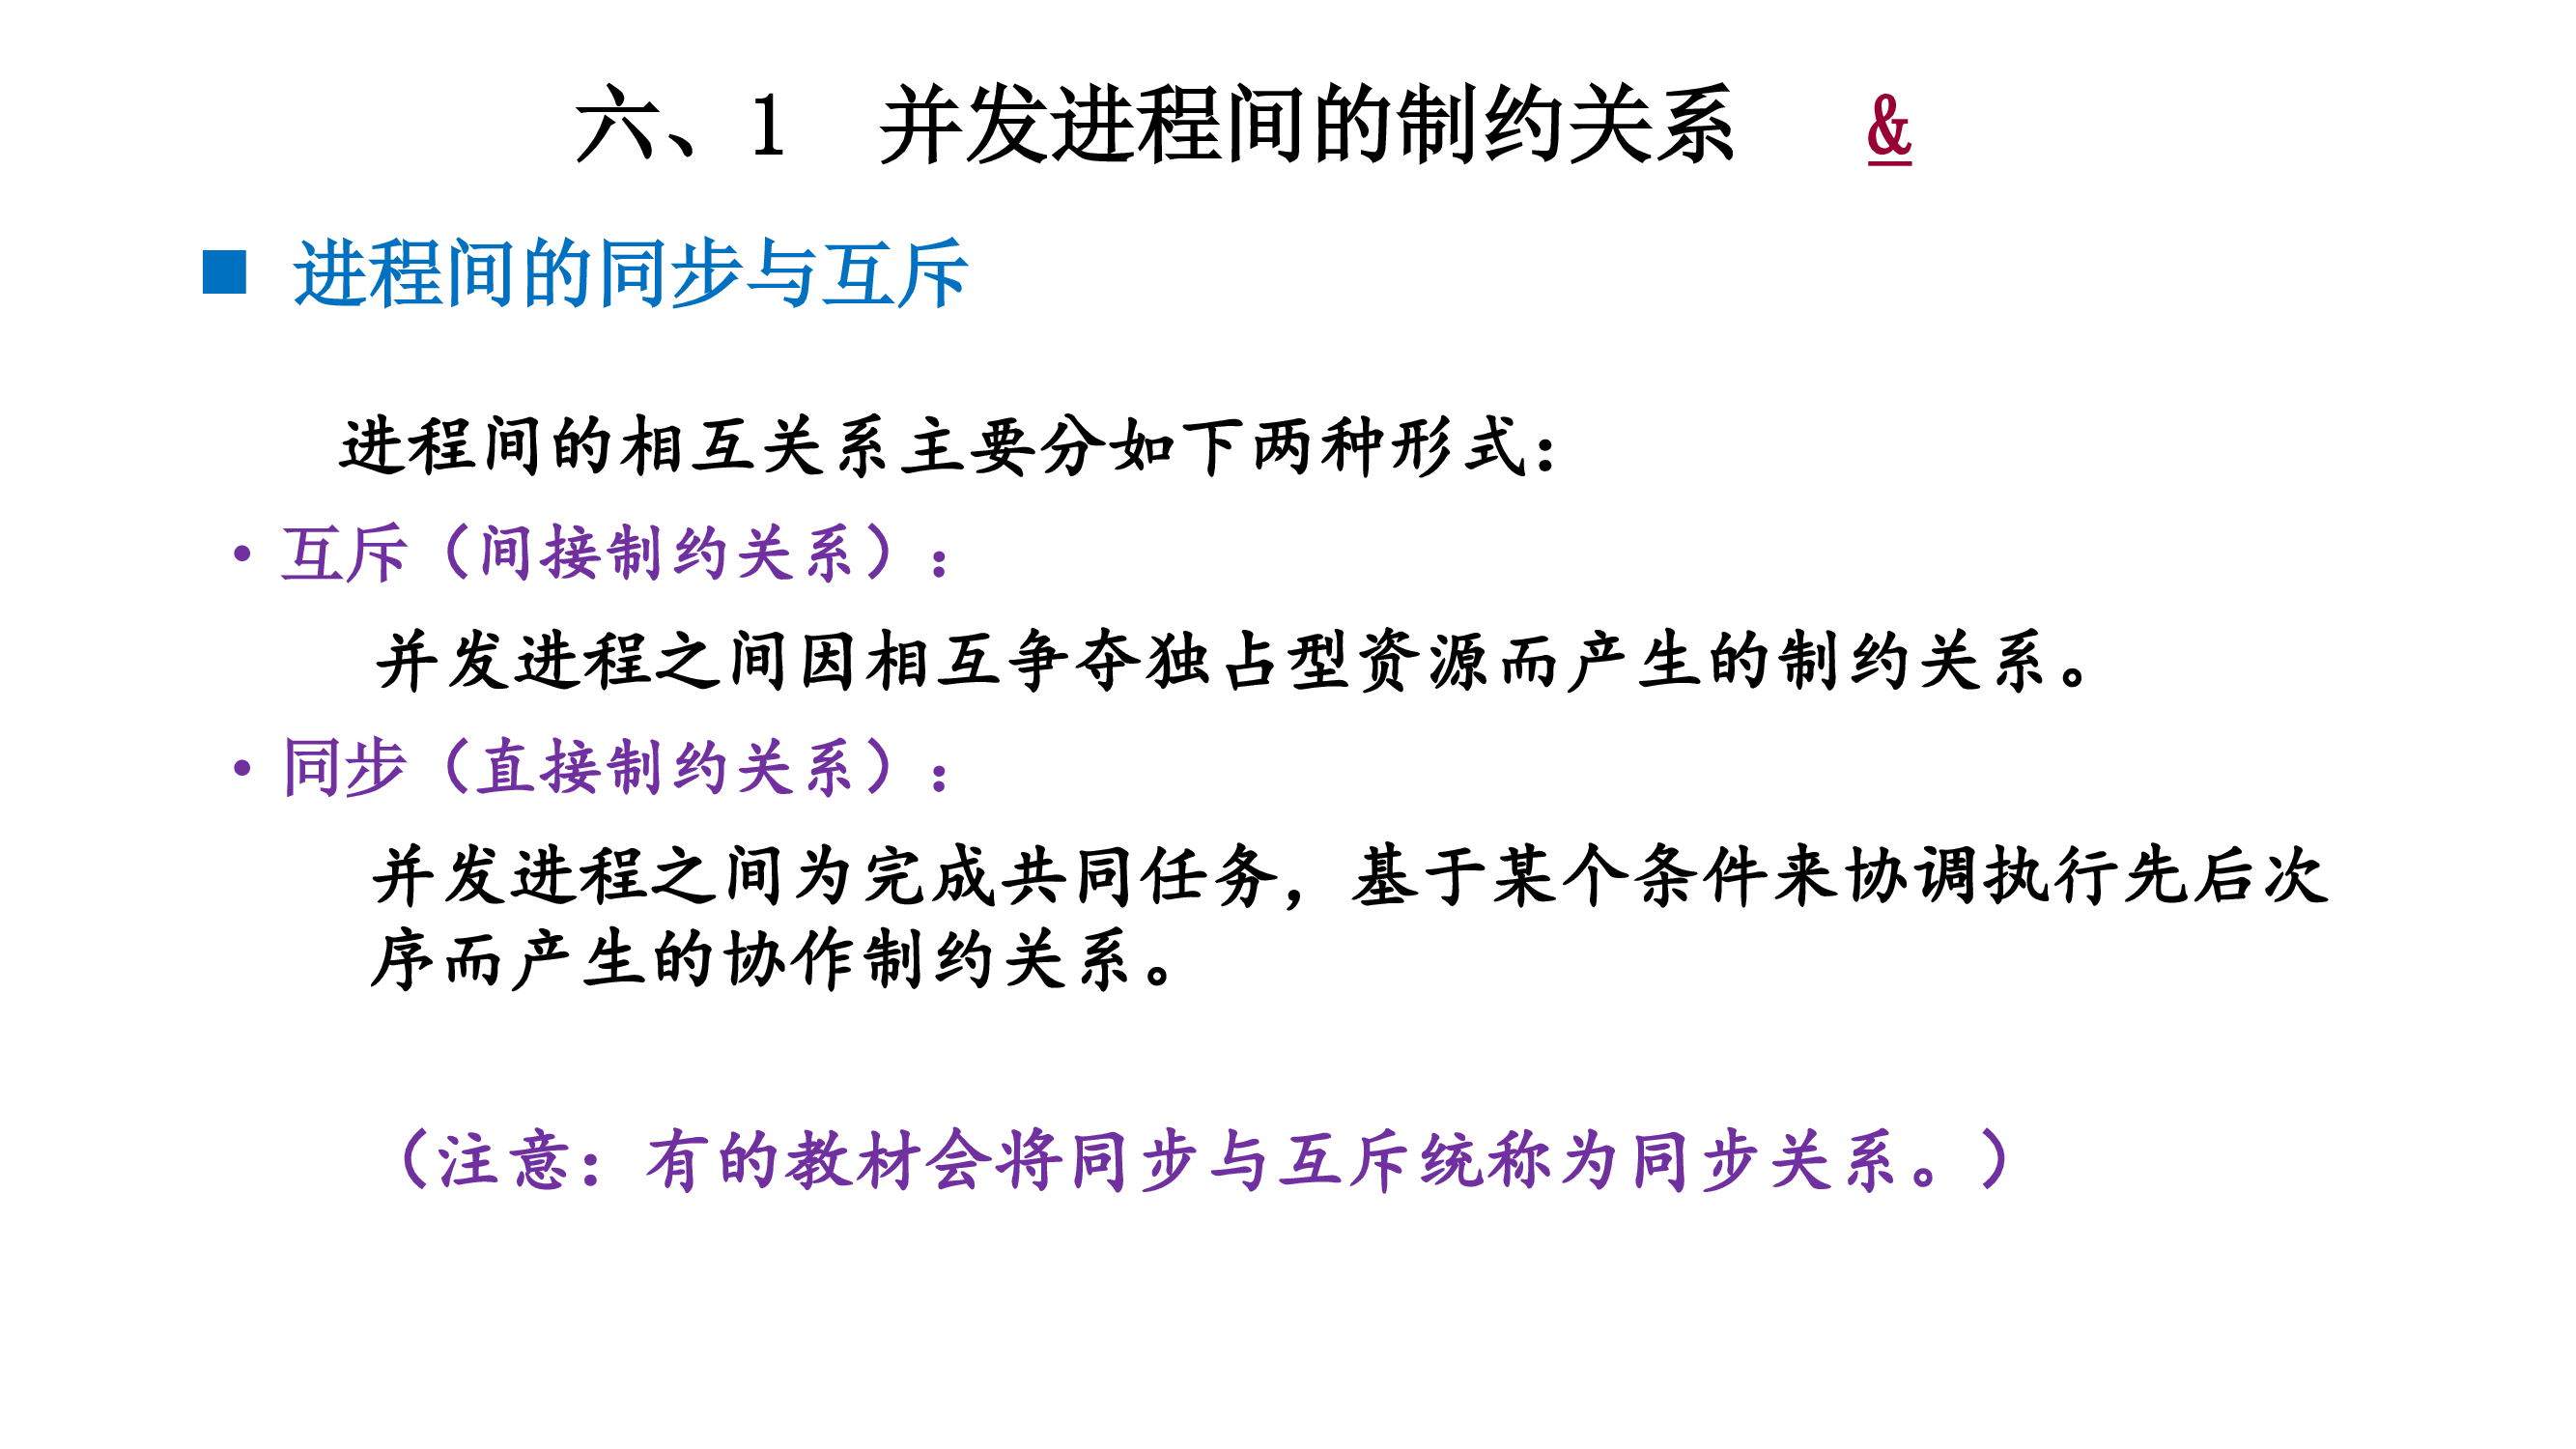 六、1 并发进程间的制约关系 &
■ 进程间的同步与互斥
进程间的相互关系主要分如下两种形式：
• 互斥（间接制约关系）：
并发进程之间因相互争夺独占型资源而产生的制约关系。
• 同步（直接制约关系）：
并发进程之间为完成共同任务，基于某个条件来协调执行先后次
序而产生的协作制约关系。
（注意：有的教材会将同步与互斥统称为同步关系。）